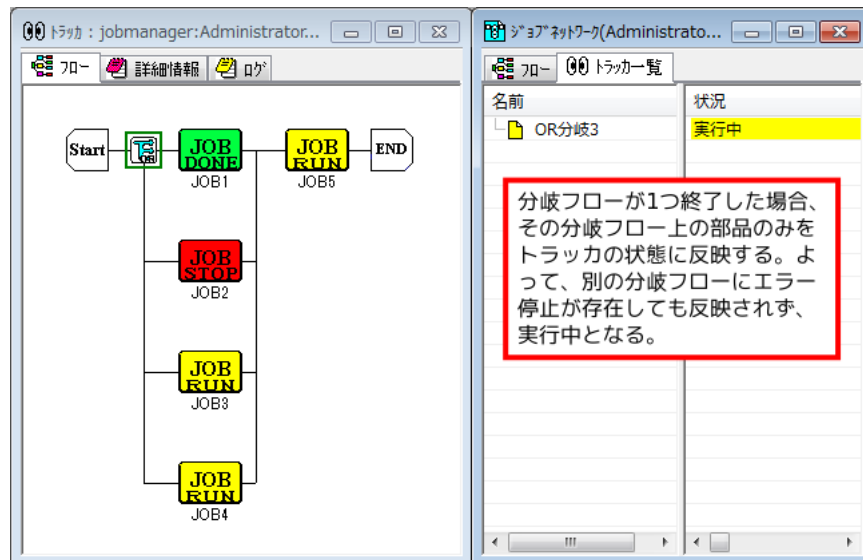 ﾄﾗｯｶ : jobmanager:Administrator...
ﾌﾛｰ 詳細情報 ﾛｸﾞ
Start
OR
JOB
DONE
JOB1
JOB
RUN
JOB5
END
JOB
STOP
JOB2
JOB
RUN
JOB3
JOB
RUN
JOB4
ｼﾞｮﾌﾞﾈｯﾄﾜｰｸ(Administrato...
ﾌﾛｰ ﾄﾗｯｶ一覧
名前 状況
OR分岐3 実行中
分岐フローが1つ終了した場合、
その分岐フロー上の部品のみを
トラッカの状態に反映する。よ
って、別の分岐フローにエラー
停止が存在しても反映されず、
実行中となる。